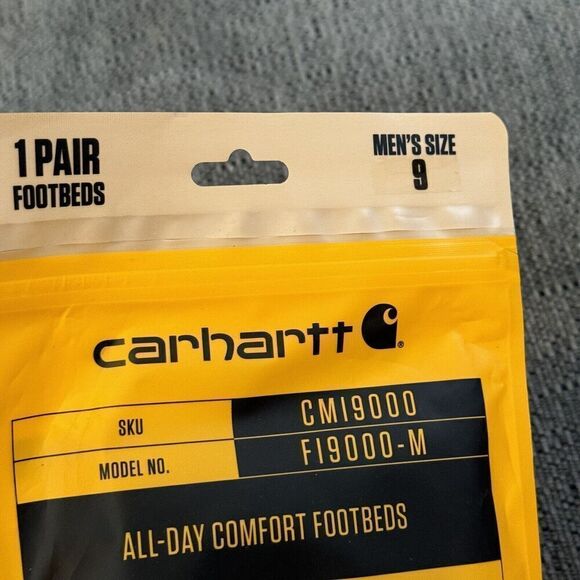 1 PAIR
FOOTBEDS
MEN'S SIZE
9
carhartt
SKU CMI9000
MODEL NO. FI9000-M
ALL-DAY COMFORT FOOTBEDS